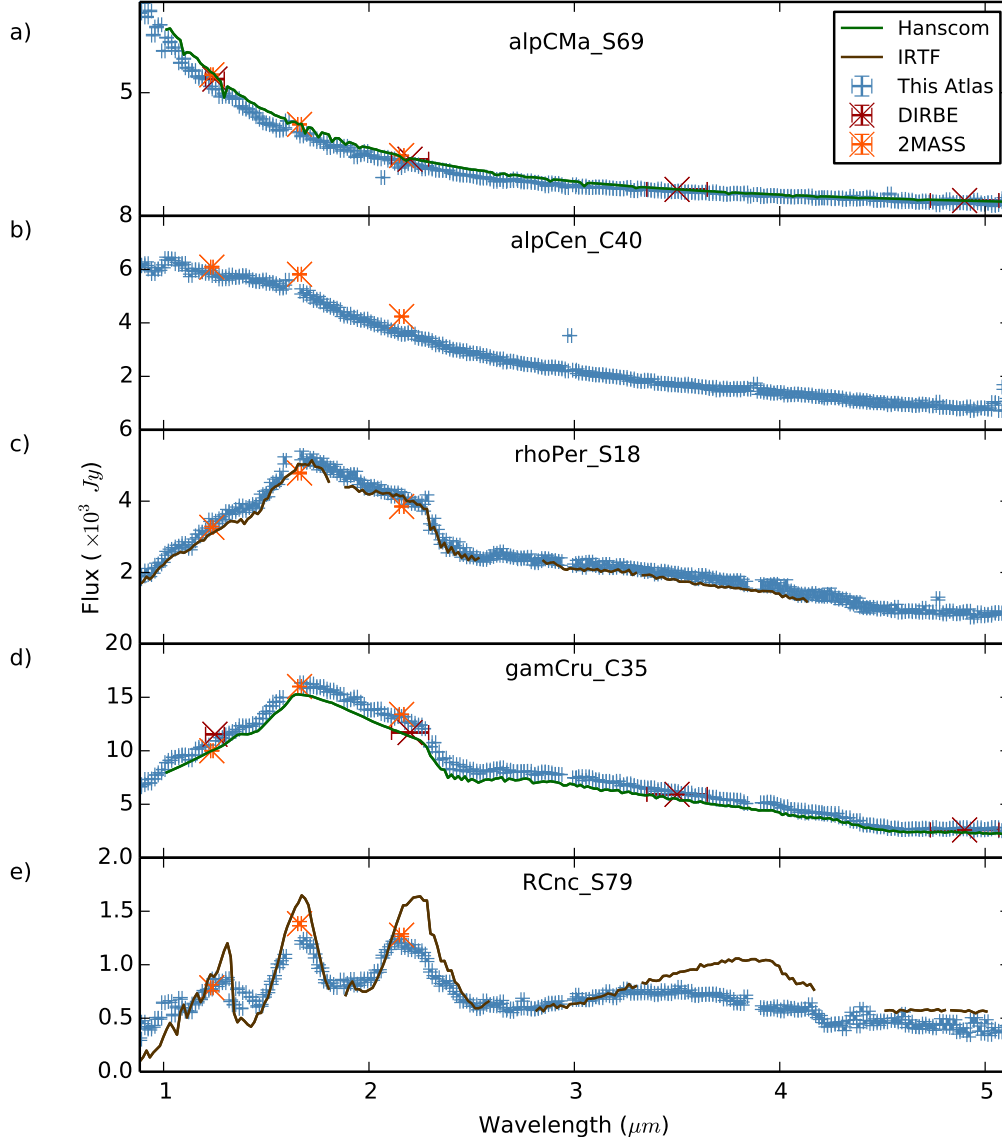 a)
alpCMa_S69
Hanscom
IRTF
This Atlas
DIRBE
2MASS
5
8
b)
alpCen_C40
6
4
2
6
c)
rhoPer_S18
4
2
20
Flux ( ×10³ Jy)
d)
gamCru_C35
15
10
5
2.0
e)
RCnc_S79
1.5
1.0
0.5
0.0
1 2 3 4 5
Wavelength (μm)